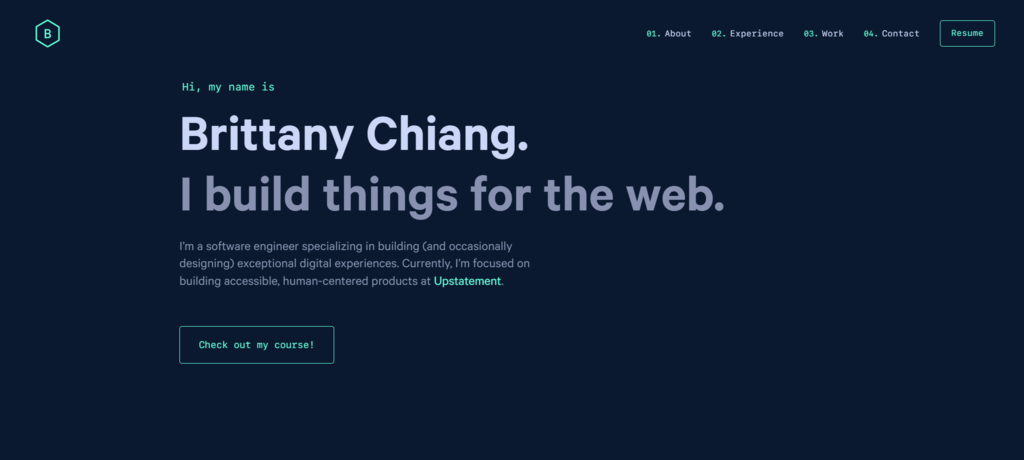 B
01. About 02. Experience 03. Work 04. Contact Resume
Hi, my name is
Brittany Chiang.
I build things for the web.
I'm a software engineer specializing in building (and occasionally
designing) exceptional digital experiences. Currently, I'm focused on
building accessible, human-centered products at Upstatement.
Check out my course!